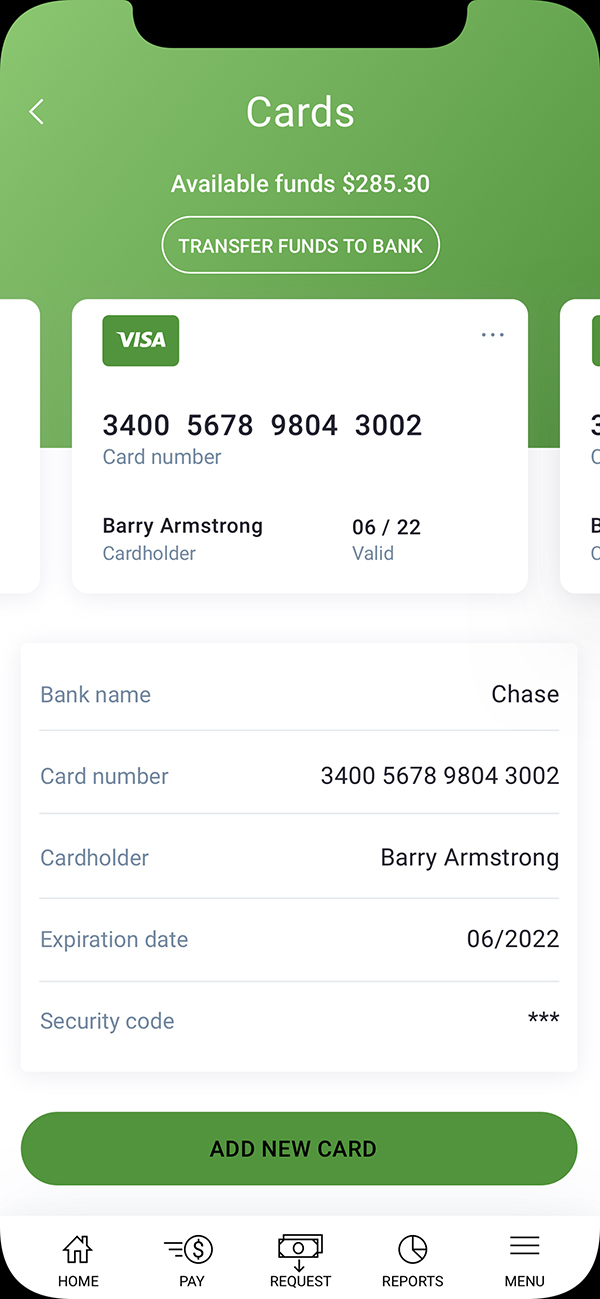 Cards
Available funds $285.30
TRANSFER FUNDS TO BANK
VISA
...
3400 5678 9804 3002
Card number
Barry Armstrong 06 / 22
Cardholder Valid
Bank name Chase
Card number 3400 5678 9804 3002
Cardholder Barry Armstrong
Expiration date 06/2022
Security code ***
ADD NEW CARD
HOME PAY REQUEST REPORTS MENU